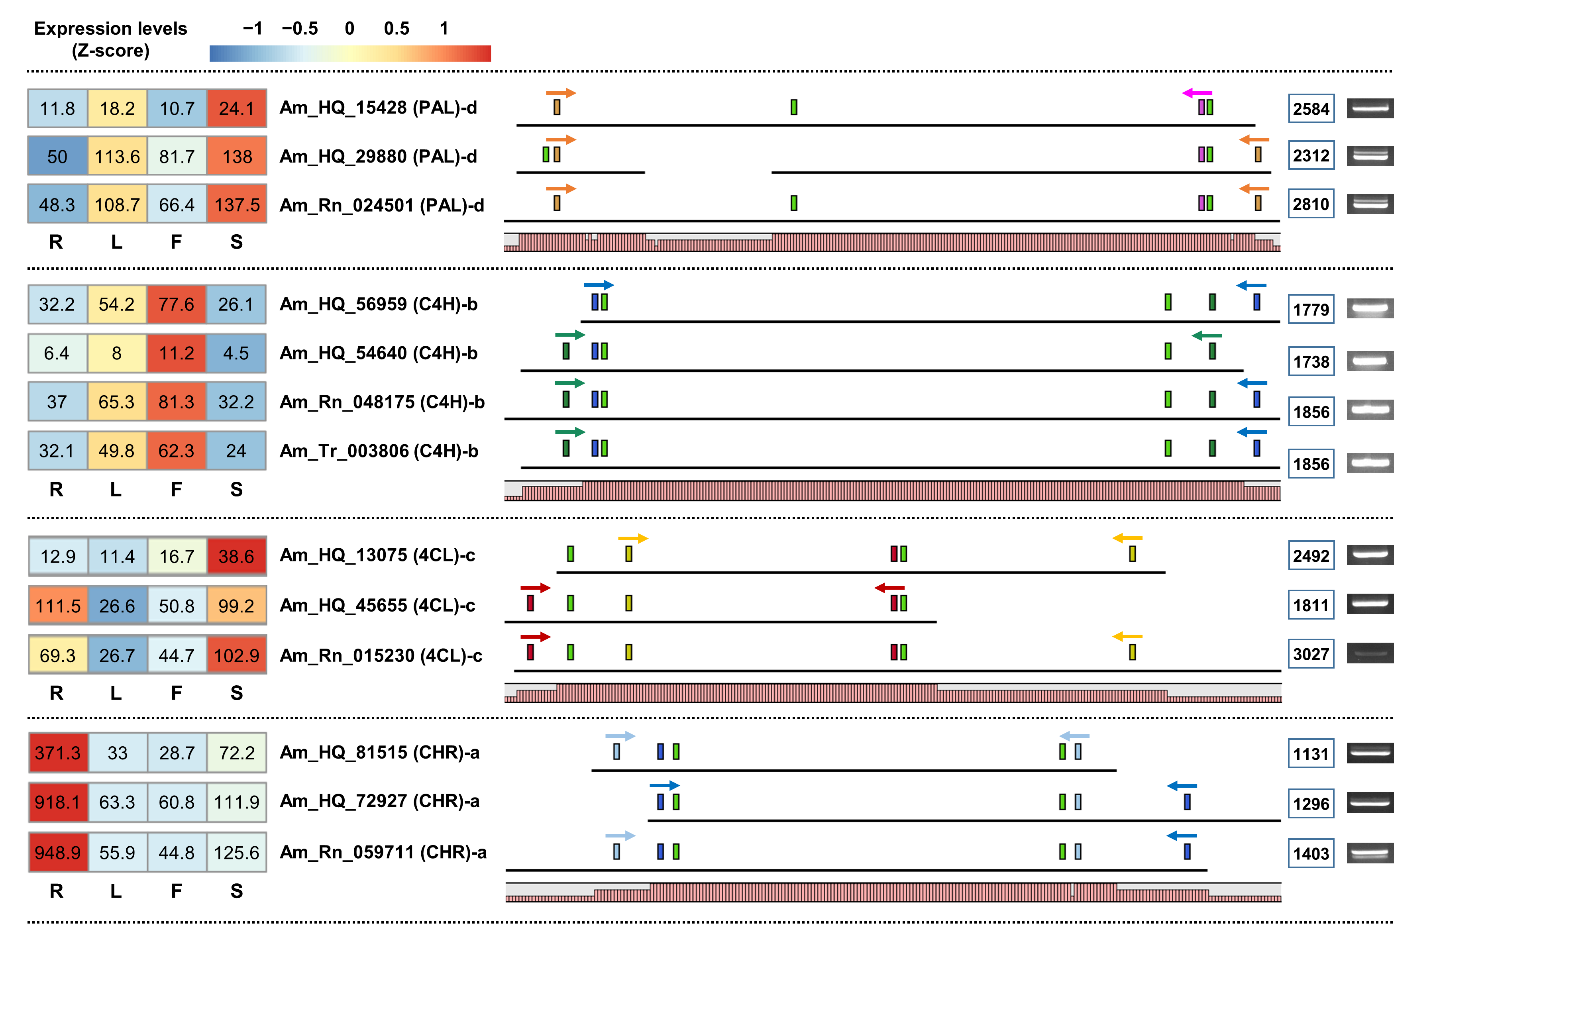 Expression levels
(Z-score)
−1 −0.5 0 0.5 1
11.8 18.2 10.7 24.1 Am_HQ_15428 (PAL)-d 2584
50 113.6 81.7 138 Am_HQ_29880 (PAL)-d 2312
48.3 108.7 66.4 137.5 Am_Rn_024501 (PAL)-d 2810
R L F S
32.2 54.2 77.6 26.1 Am_HQ_56959 (C4H)-b 1779
6.4 8 11.2 4.5 Am_HQ_54640 (C4H)-b 1738
37 65.3 81.3 32.2 Am_Rn_048175 (C4H)-b 1856
32.1 49.8 62.3 24 Am_Tr_003806 (C4H)-b 1856
R L F S
12.9 11.4 16.7 38.6 Am_HQ_13075 (4CL)-c 2492
111.5 26.6 50.8 99.2 Am_HQ_45655 (4CL)-c 1811
69.3 26.7 44.7 102.9 Am_Rn_015230 (4CL)-c 3027
R L F S
371.3 33 28.7 72.2 Am_HQ_81515 (CHR)-a 1131
918.1 63.3 60.8 111.9 Am_HQ_72927 (CHR)-a 1296
948.9 55.9 44.8 125.6 Am_Rn_059711 (CHR)-a 1403
R L F S